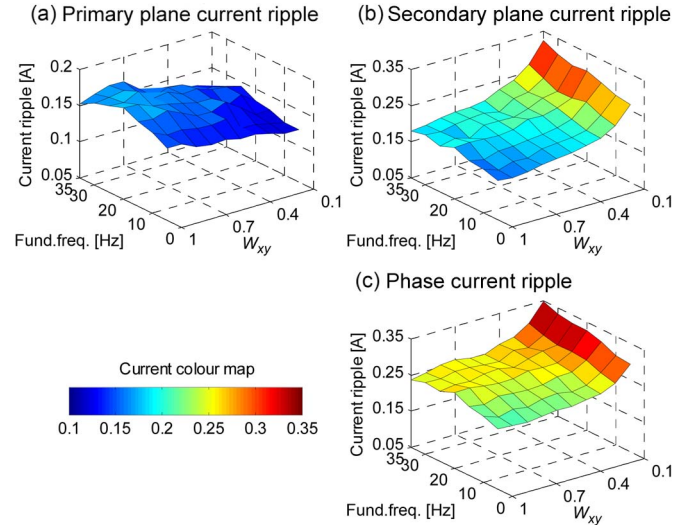 (a) Primary plane current ripple
Current ripple [A]
0.2
0.15
0.1
0.05
35
30
20
10
0
Fund.freq. [Hz]
1
0.7
0.4
0.1
Wxy
(b) Secondary plane current ripple
Current ripple [A]
0.35
0.25
0.15
0.05
35
30
20
10
0
Fund.freq. [Hz]
1
0.7
0.4
0.1
Wxy
(c) Phase current ripple
Current ripple [A]
0.35
0.25
0.15
0.05
35
30
20
10
0
Fund.freq. [Hz]
1
0.7
0.4
0.1
Wxy
Current colour map
0.1 0.15 0.2 0.25 0.3 0.35